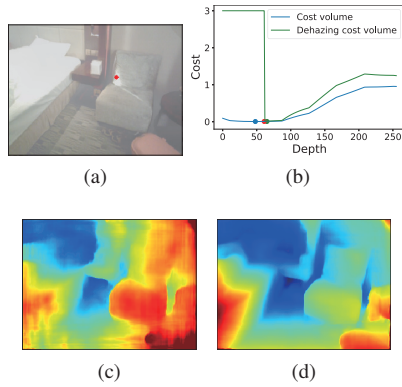 (a)
Cost
3
2
1
0
Cost volume
Dehazing cost volume
0 50 100 150 200 250
Depth
(b)
(c)
(d)